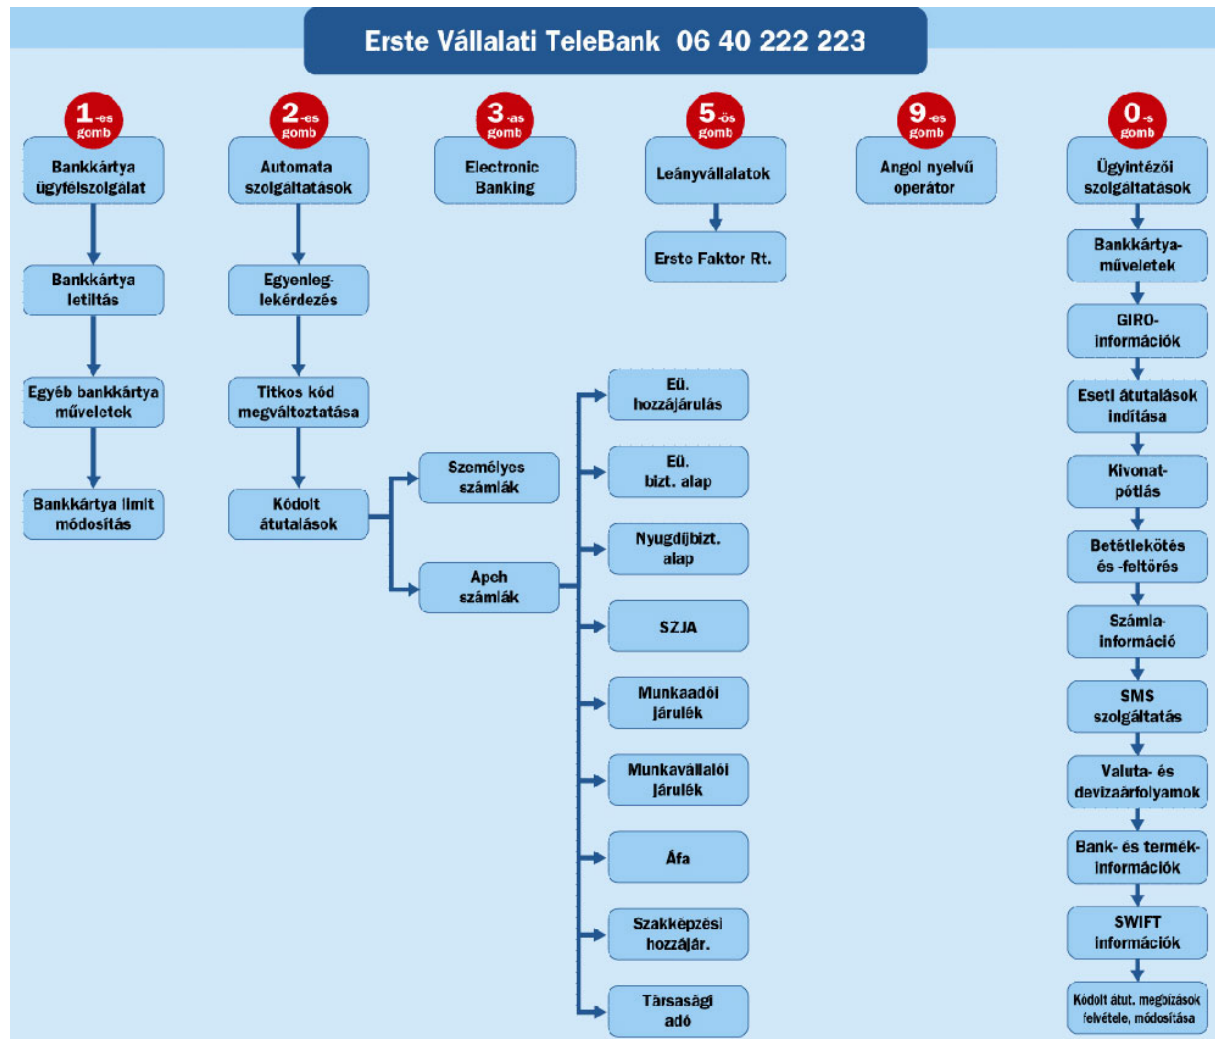 Erste Vállalati TeleBank 06 40 222 223
1-es
gomb
Bankkártya
ügyfélszolgálat
Bankkártya
letiltás
Egyéb bankkártya
műveletek
Bankkártya limit
módosítás
2-es
gomb
Automata
szolgáltatások
Egyenleg-
lekérdezés
Titkos kód
megváltoztatása
Kódolt
átutalások
Személyes
számlák
Apeh
számlák
Eü.
hozzájárulás
Eü.
bizt. alap
Nyugdíjbizt.
alap
SZJA
Munkaadói
járulék
Munkavállalói
járulék
Áfa
Szakképzési
hozzájár.
Társasági
adó
3-as
gomb
Electronic
Banking
5-ös
gomb
Leányvállalatok
Erste Faktor Rt.
9-es
gomb
Angol nyelvű
operátor
0-s
gomb
Ügyintézői
szolgáltatások
Bankkártya-
műveletek
GIRO-
információk
Eseti átutalások
indítása
Kivonat-
pótlás
Betétlekötés
és -feltörés
Számla-
információ
SMS
szolgáltatás
Valuta- és
devizaárfolyamok
Bank- és termék-
információk
SWIFT
információk
Kódolt átut. megbízások
felvétele, módosítása